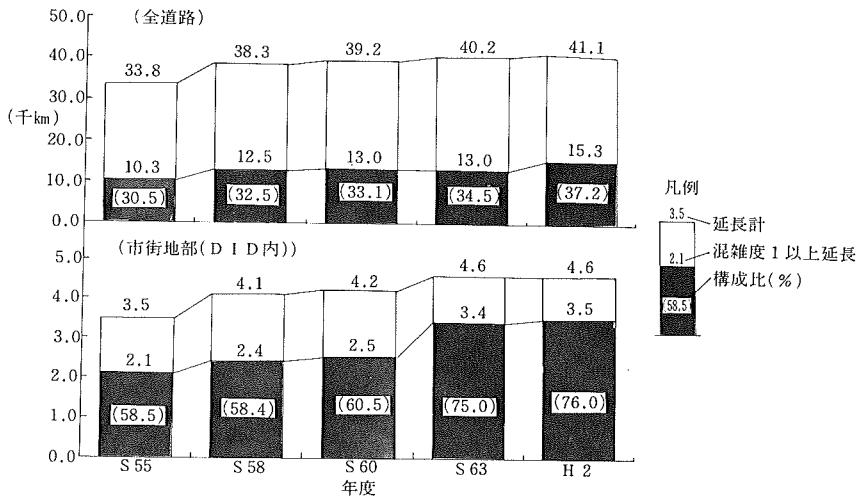 (全道路)
50.0
40.0
30.0
(千km)
10.0
0.0
33.8 38.3 39.2 40.2 41.1
10.3 12.5 13.0 13.0 15.3
(30.5) (32.5) (33.1) (34.5) (37.2)
(市街地部(DID内))
5.0
4.0
3.0
2.0
1.0
0.0
3.5 4.1 4.2 4.6 4.6
2.1 2.4 2.5 3.4 3.5
(58.5) (58.4) (60.5) (75.0) (76.0)
S55 S58 S60 S63 H2
年度
凡例
3.5 延長計
2.1 混雑度1以上延長
(58.5) 構成比(%)